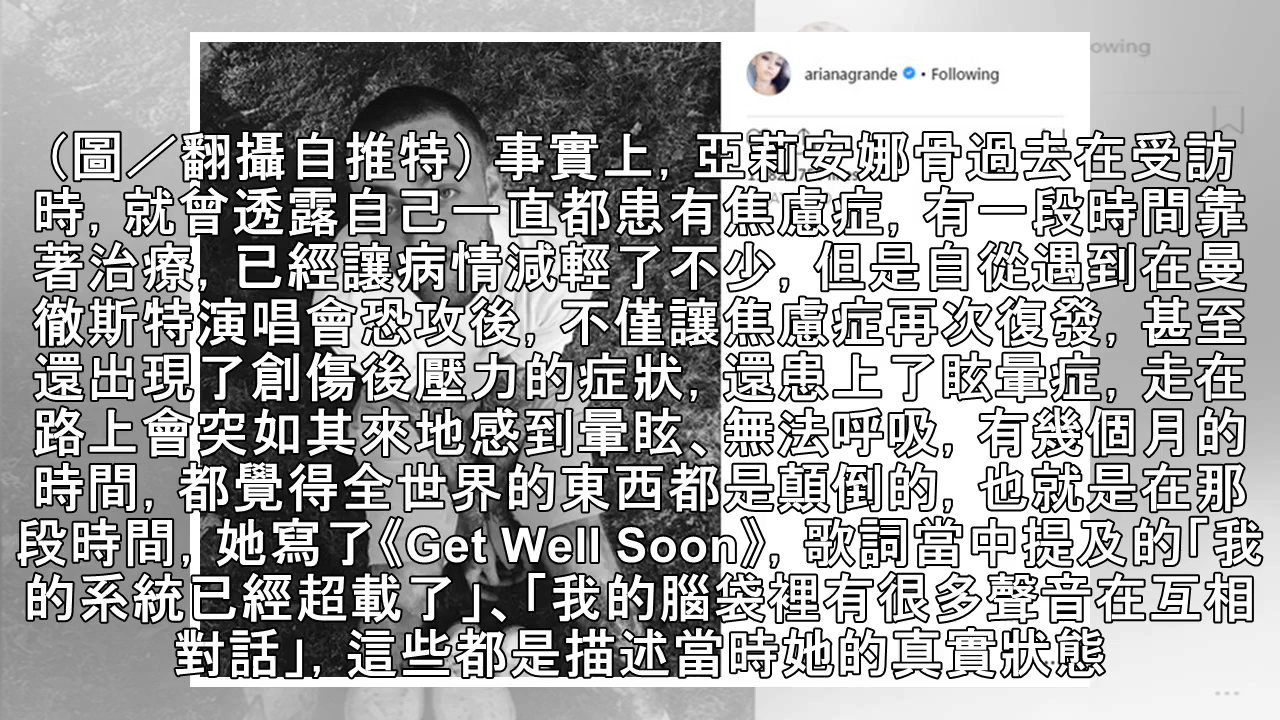 arianagrande • Following
owing
(圖／翻攝自推特) 事實上, 亞莉安娜骨過去在受訪
時, 就曾透露自己一直都患有焦慮症, 有一段時間靠
著治療, 已經讓病情減輕了不少, 但是自從遇到在曼
徹斯特演唱會恐攻後, 不僅讓焦慮症再次復發, 甚至
還出現了創傷後壓力的症狀, 還患上了眩暈症, 走在
路上會突如其來地感到暈眩、無法呼吸, 有幾個月的
時間, 都覺得全世界的東西都是顛倒的, 也就是在那
段時間, 她寫了《Get Well Soon》, 歌詞當中提及的「我
的系統已經超載了」、「我的腦袋裡有很多聲音在互相
對話」, 這些都是描述當時她的真實狀態